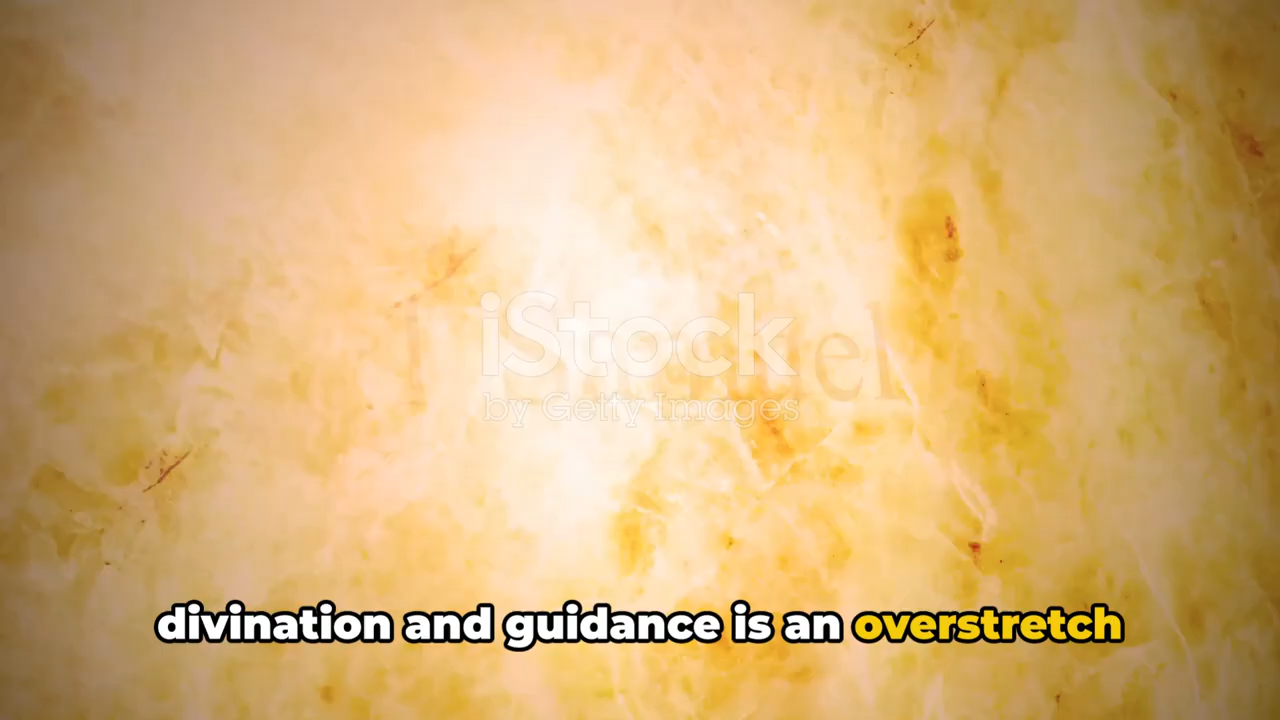 iStock
by Getty Images
divination and guidance is an overstretch